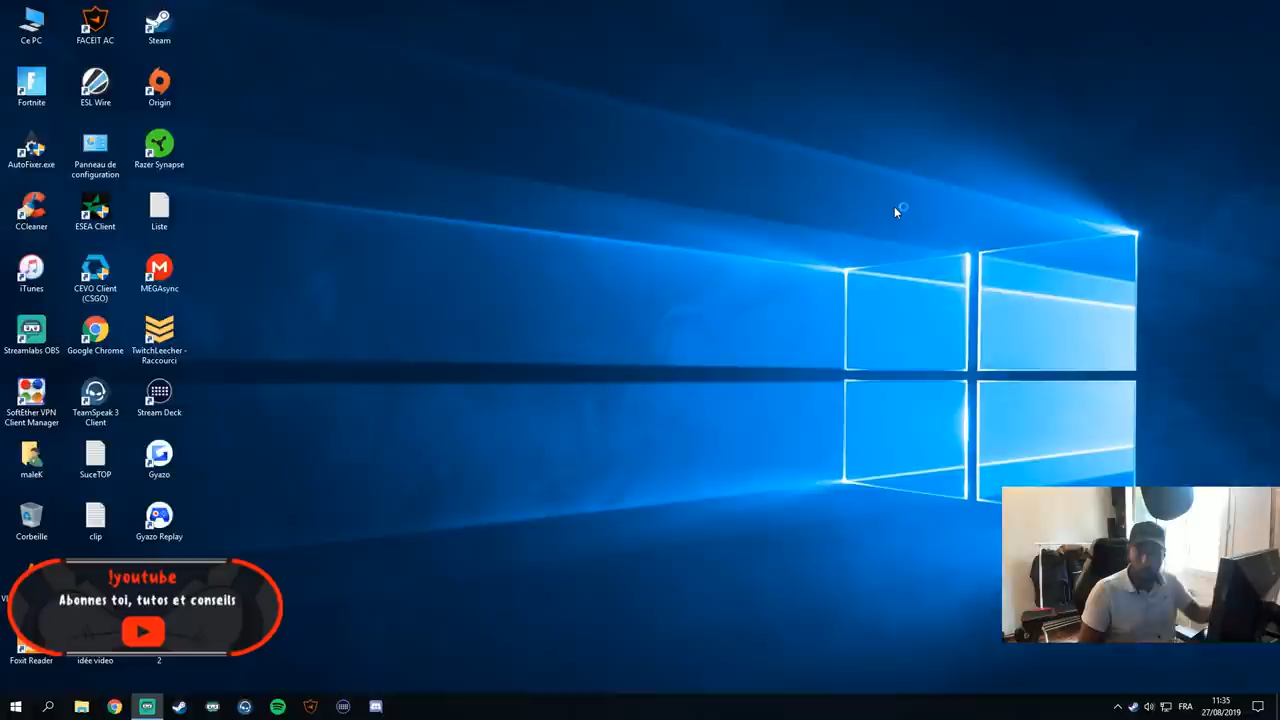 Ce PC
FACEIT AC
Steam
Fortnite
ESL Wire
Origin
AutoFixer.exe
Panneau de
configuration
Razer Synapse
CCleaner
ESEA Client
Liste
iTunes
CEVO Client
(CSGO)
MEGAsync
Streamlabs OBS
Google Chrome
TwitchLeecher -
Raccourci
SoftEther VPN
Client Manager
TeamSpeak 3
Client
Stream Deck
maleK
SuceTOP
Gyazo
Corbeille
clip
Gyazo Replay
!youtube
Abonnes toi, tutos et conseils
Foxit Reader
idée video
2
FRA
11:35
27/08/2019